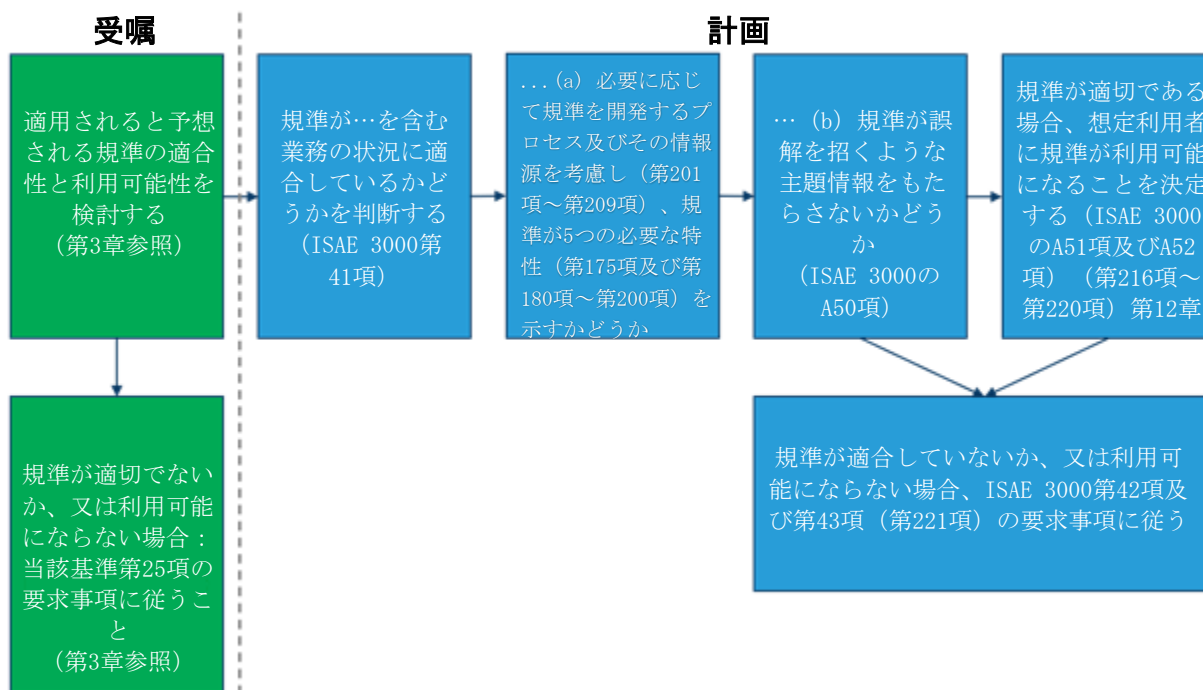 受嘱
計画
適用されると予想
される規準の適合
性と利用可能性を
検討する
（第3章参照）
規準が…を含む
業務の状況に適
合しているかど
うかを判断する
（ISAE 3000第
41項）
...（a）必要に応じ
て規準を開発するプ
ロセス及びその情報
源を考慮し（第201
項～第209項）、規
準が5つの必要な特
性（第175項及び第
180項～第200項）を
示すかどうか
…（b）規準が誤
解を招くような
主題情報をもた
らさないかどう
か
（ISAE 3000の
A50項）
規準が適切である
場合、想定利用者
に規準が利用可能
になることを決定
する（ISAE 3000
のA51項及びA52
項）（第216項～
第220項）第12章
規準が適切でない
か、又は利用可能
にならない場合：
当該基準第25項の
要求事項に従うこ
と
（第3章参照）
規準が適合していないか、又は利用可
能にならない場合、ISAE 3000第42項及
び第43項（第221項）の要求事項に従う